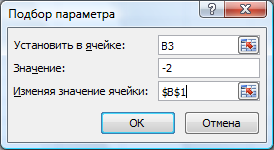 Подбор параметра
Установить в ячейке: B3
Значение: -2
Изменяя значение ячейки: $B$1
ОК Отмена